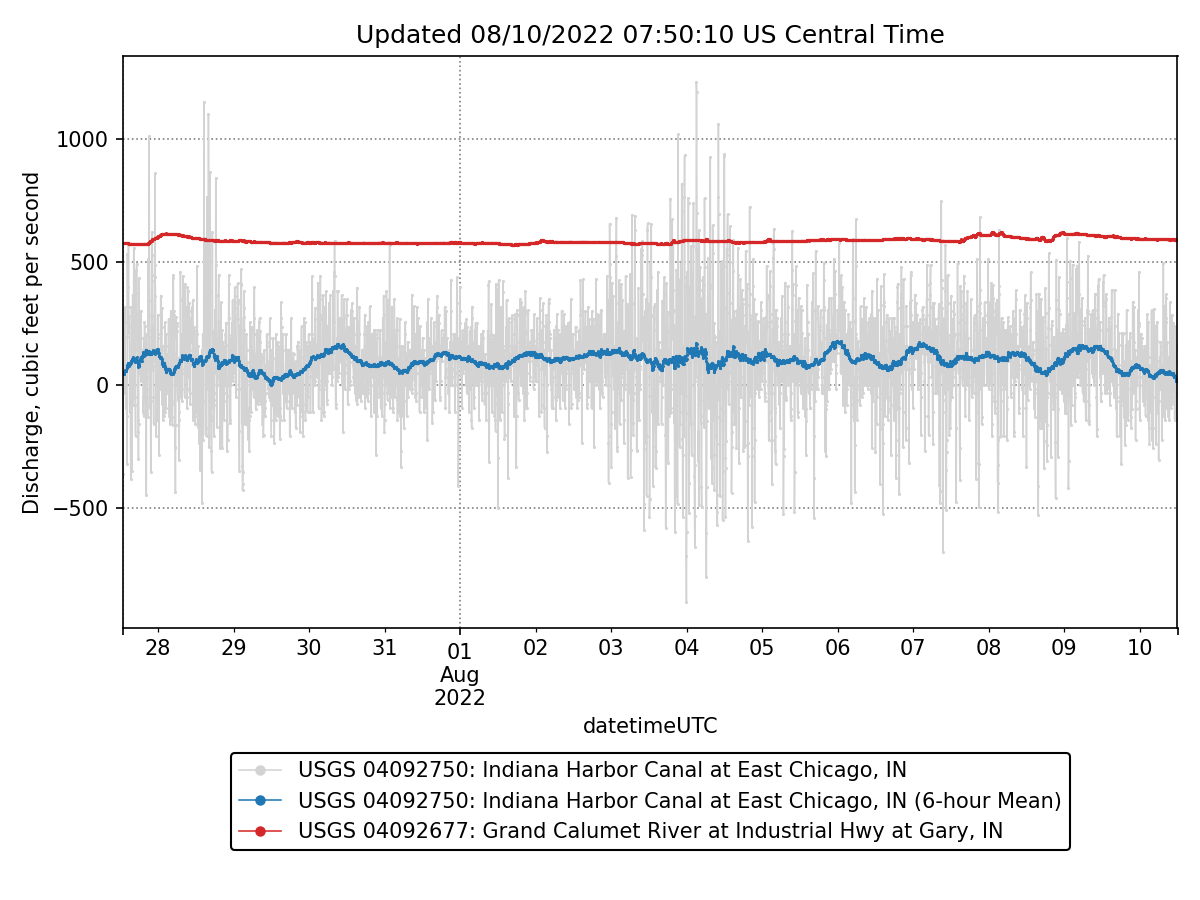 Updated 08/10/2022 07:50:10 US Central Time
Discharge, cubic feet per second
1000
500
0
−500
28 29 30 31 01 02 03 04 05 06 07 08 09 10
Aug
2022
datetimeUTC
USGS 04092750: Indiana Harbor Canal at East Chicago, IN
USGS 04092750: Indiana Harbor Canal at East Chicago, IN (6-hour Mean)
USGS 04092677: Grand Calumet River at Industrial Hwy at Gary, IN